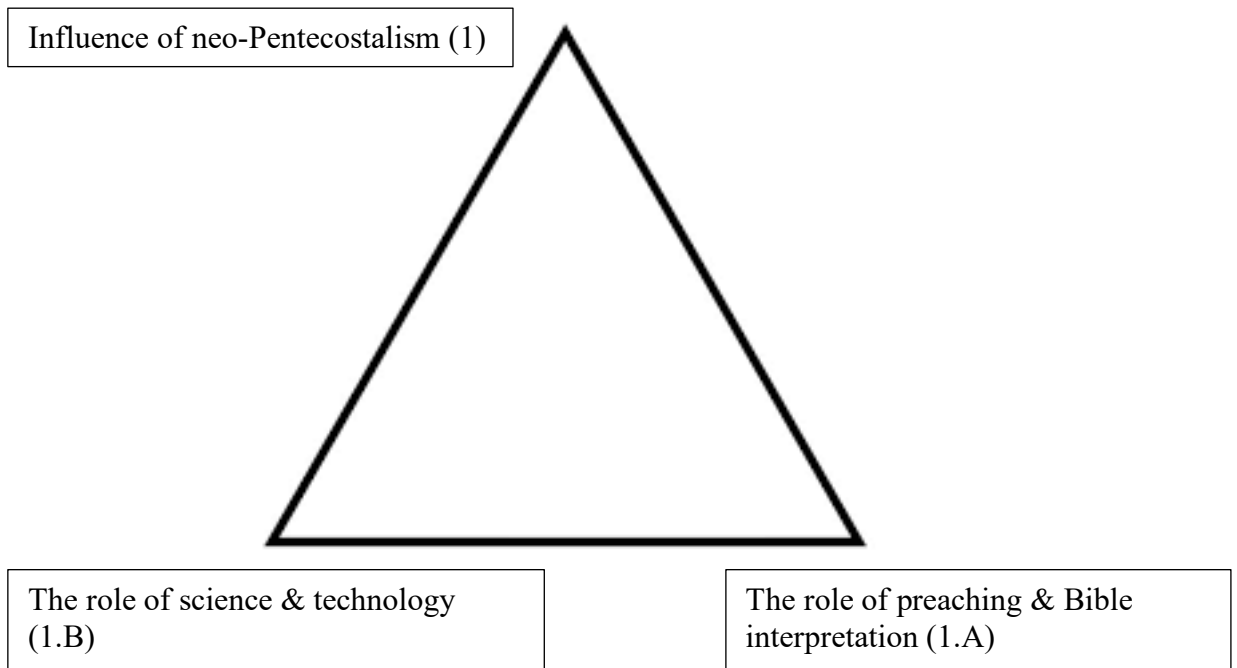 Influence of neo-Pentecostalism (1)
The role of science & technology
(1.B)
The role of preaching & Bible
interpretation (1.A)